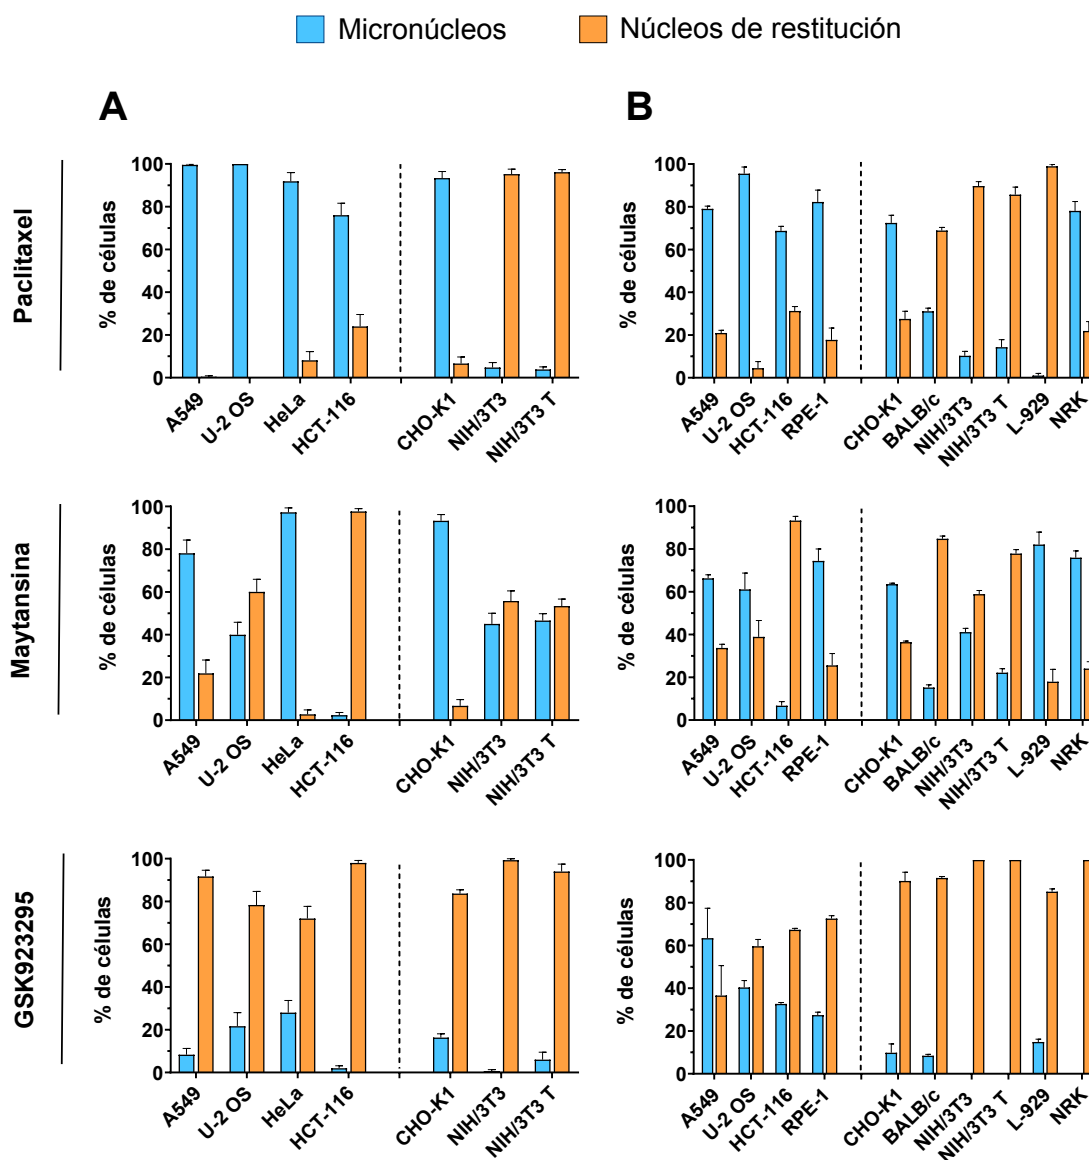 Micronúcleos Núcleos de restitución
A B
Paclitaxel
% de células
100
80
60
40
20
0
A549 U-2 OS HeLa HCT-116 CHO-K1 NIH/3T3 NIH/3T3 T
% de células
100
80
60
40
20
0
A549 U-2 OS HCT-116 RPE-1 CHO-K1 BALB/c NIH/3T3 NIH/3T3 T L-929 NRK
Maytansina
% de células
100
80
60
40
20
0
A549 U-2 OS HeLa HCT-116 CHO-K1 NIH/3T3 NIH/3T3 T
% de células
100
80
60
40
20
0
A549 U-2 OS HCT-116 RPE-1 CHO-K1 BALB/c NIH/3T3 NIH/3T3 T L-929 NRK
GSK923295
% de células
100
80
60
40
20
0
A549 U-2 OS HeLa HCT-116 CHO-K1 NIH/3T3 NIH/3T3 T
% de células
100
80
60
40
20
0
A549 U-2 OS HCT-116 RPE-1 CHO-K1 BALB/c NIH/3T3 NIH/3T3 T L-929 NRK